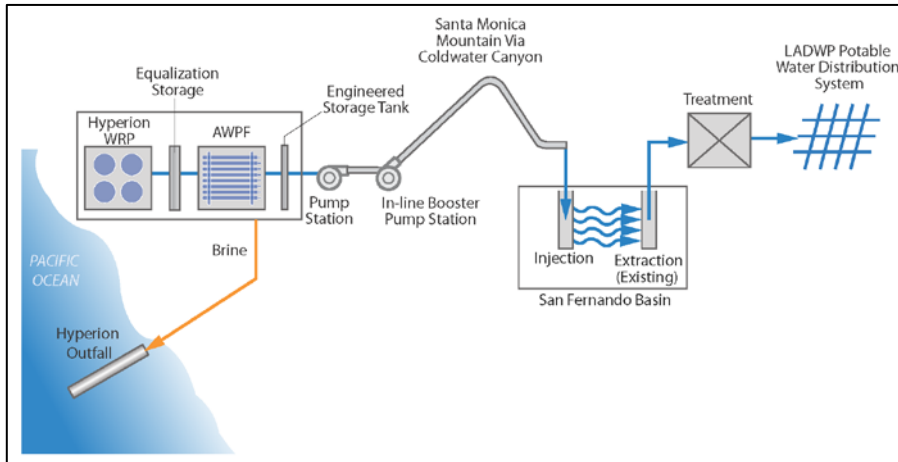 Santa Monica
Mountain Via
Coldwater Canyon
LADWP Potable
Water Distribution
System
Equalization
Storage
Engineered
Storage Tank
Treatment
Hyperion
WRP
AWPF
Pump
Station
In-line Booster
Pump Station
Brine
Injection
Extraction
(Existing)
San Fernando Basin
PACIFIC
OCEAN
Hyperion
Outfall